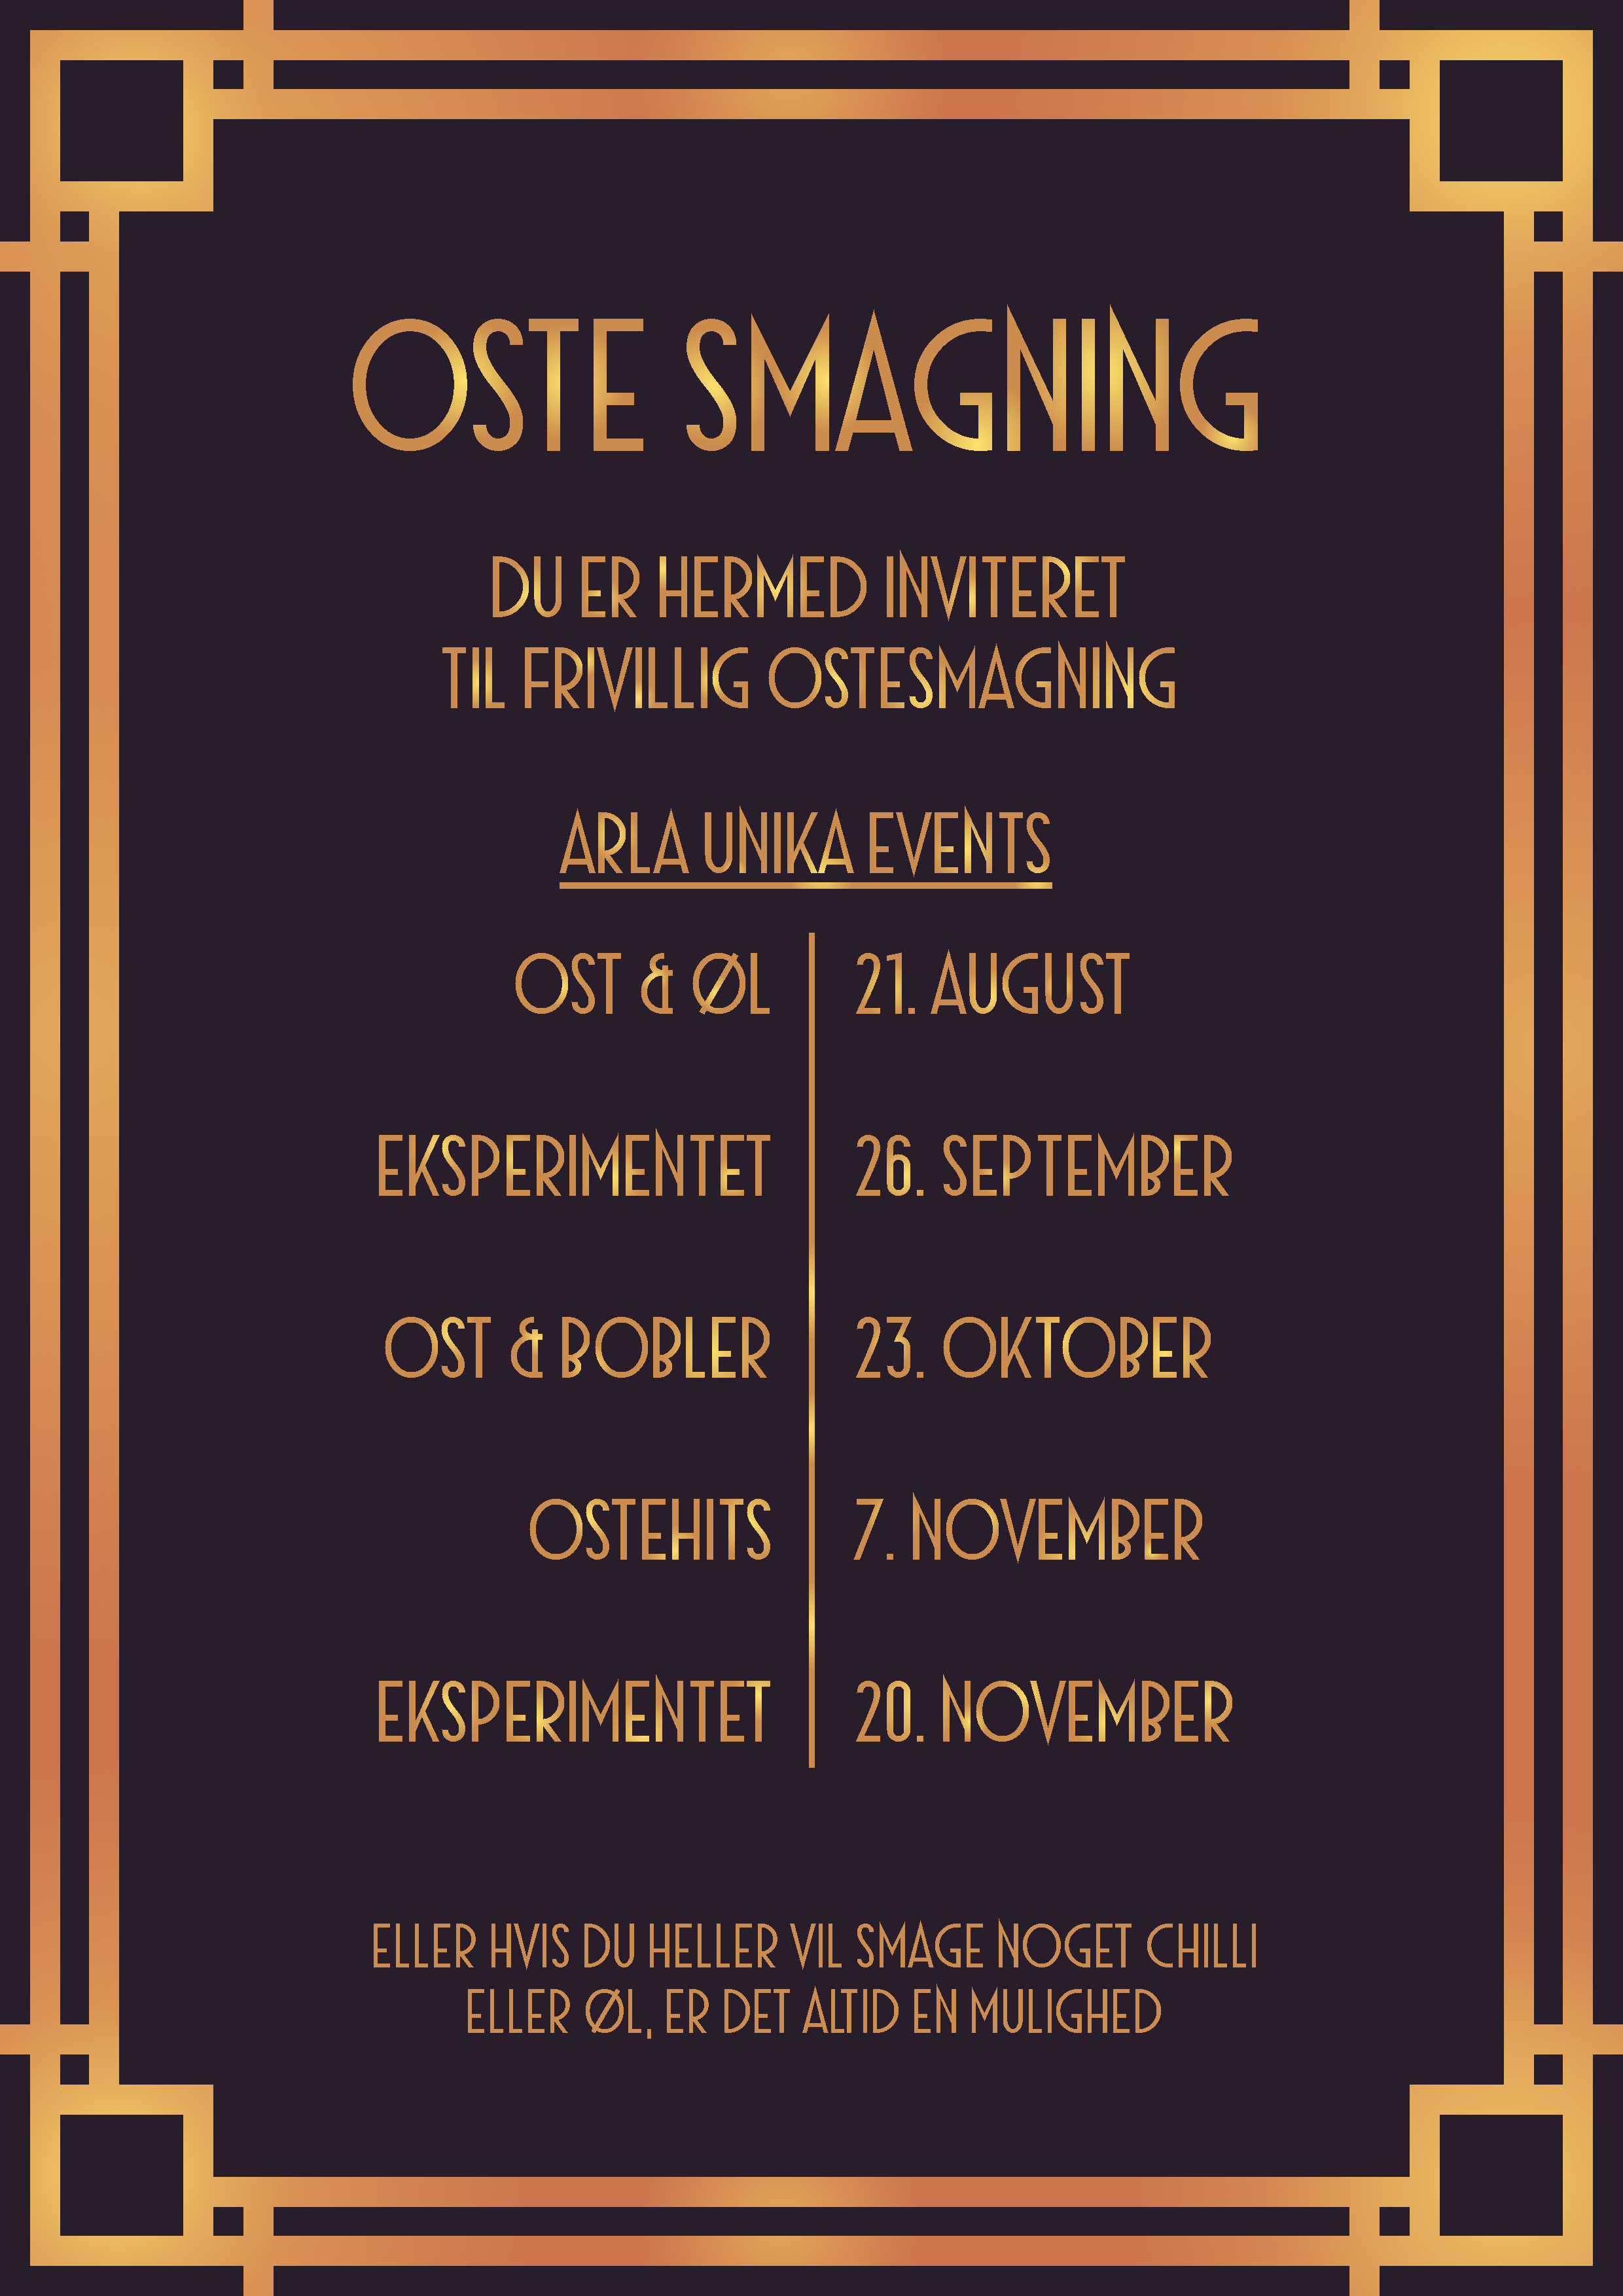 OSTE SMAGNING
DU ER HERMED INVITERET
TIL FRIVILLIG OSTESMAGNING
ARLA UNIKA EVENTS
OST & ØL 21. AUGUST
EKSPERIMENTET 26. SEPTEMBER
OST & BOBLER 23. OKTOBER
OSTEHITS 7. NOVEMBER
EKSPERIMENTET 20. NOVEMBER
ELLER HVIS DU HELLER VIL SMAGE NOGET CHILLI
ELLER ØL, ER DET ALTID EN MULIGHED